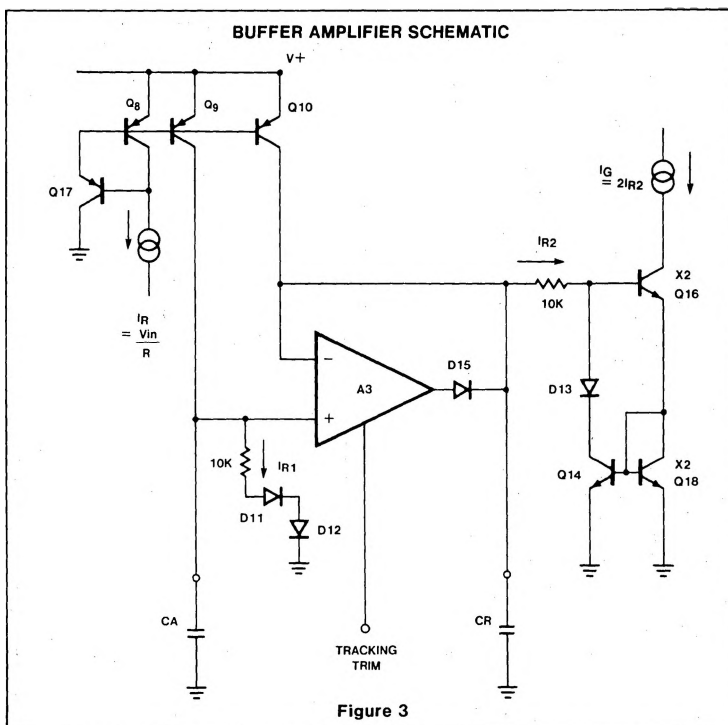 BUFFER AMPLIFIER SCHEMATIC
V+
Q8
Q9
Q10
Q17
IR
= Vin
R
IG
= 2IR2
IR2
X2
Q16
10K
D13
D15
A3
−
+
10K
IR1
D11
D12
Q14
X2
Q18
CA
CR
TRACKING
TRIM
Figure 3